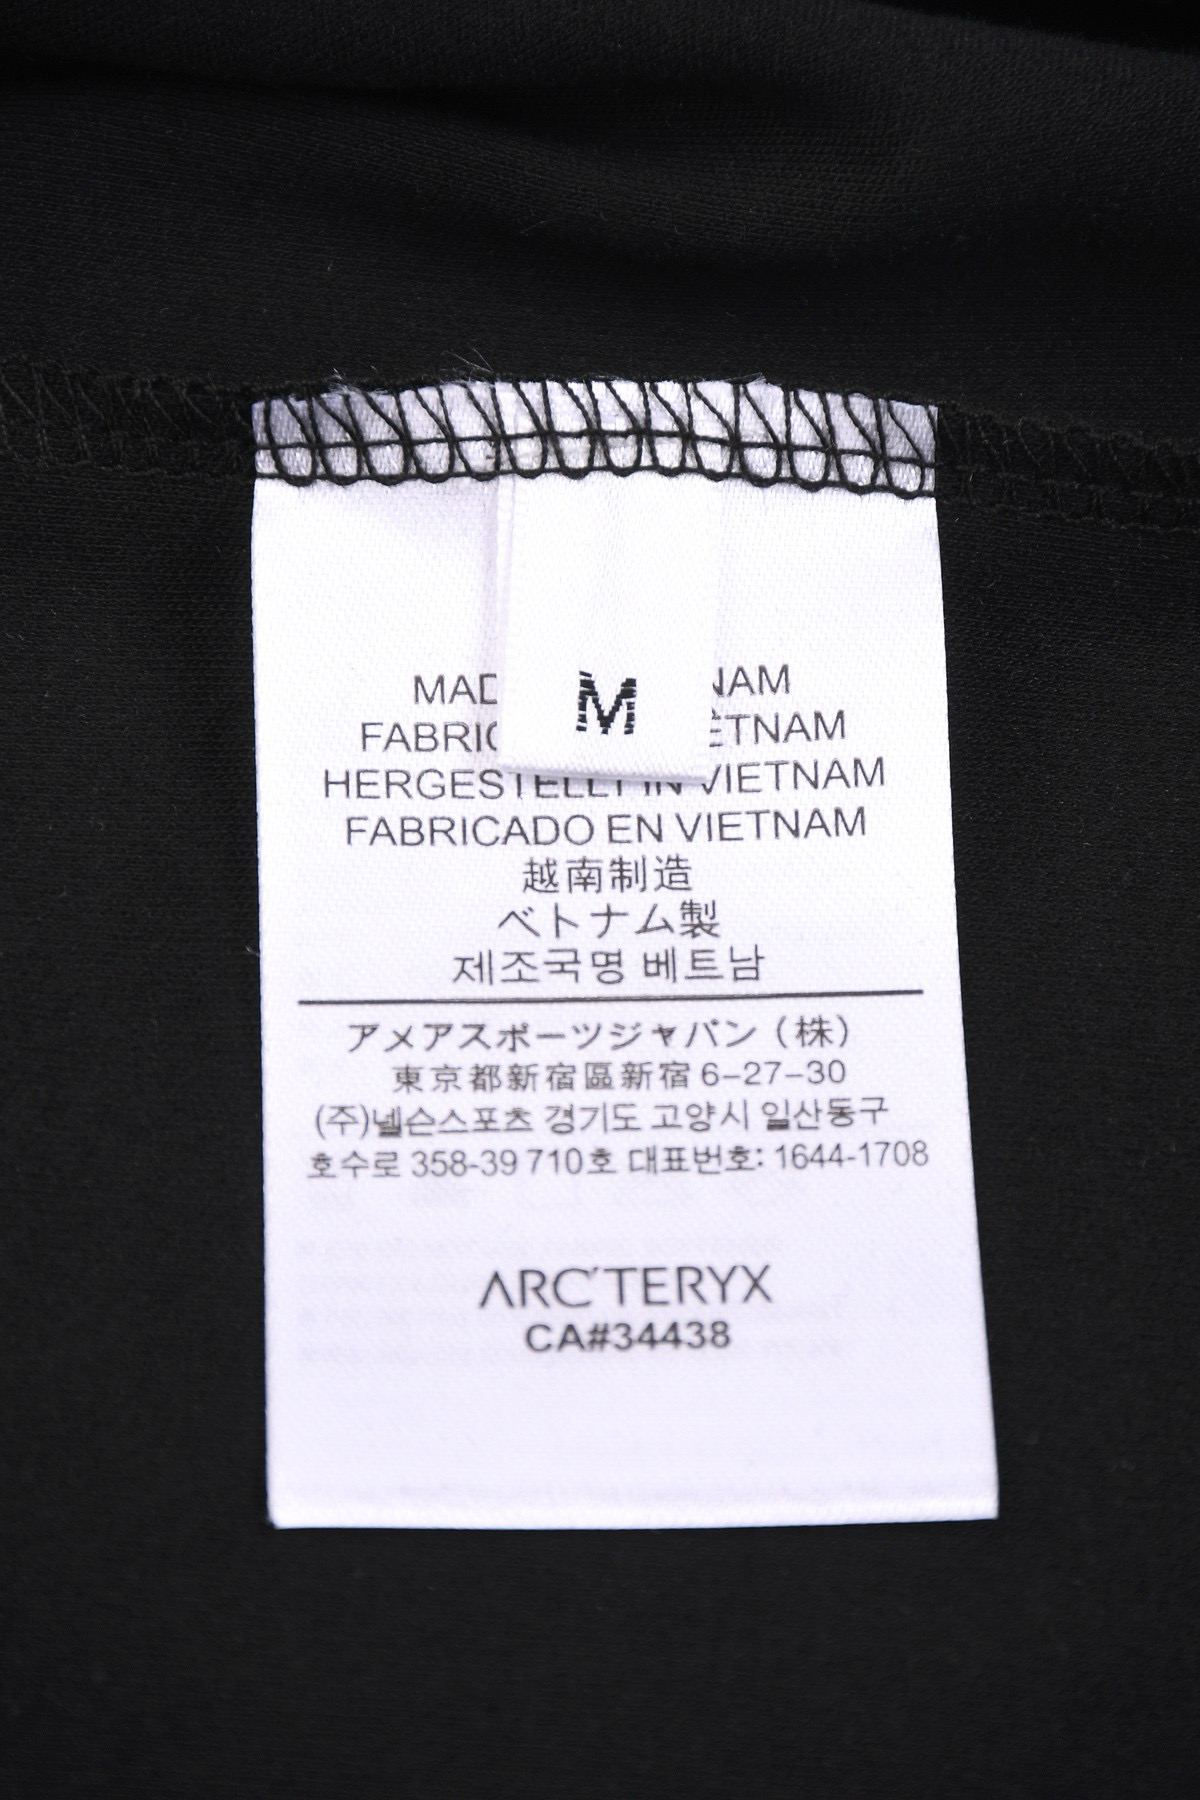 M
MAD NAM
FABRIC ETNAM
HERGESTELLT IN VIETNAM
FABRICADO EN VIETNAM
越南制造
ベトナム製
제조국명 베트남
アメアスポーツジャパン（株）
東京都新宿區新宿 6-27-30
(주)넬슨스포츠 경기도 고양시 일산동구
호수로 358-39 710호 대표번호: 1644-1708
ARC'TERYX
CA#34438